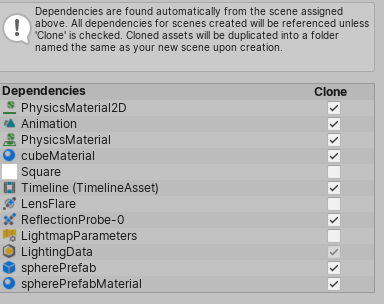 Dependencies are found automatically from the scene assigned
above. All dependencies for scenes created will be referenced unless
'Clone' is checked. Cloned assets will be duplicated into a folder
named the same as your new scene upon creation.
Dependencies Clone
PhysicsMaterial2D
Animation
PhysicMaterial
cubeMaterial
Square
Timeline (TimelineAsset)
LensFlare
ReflectionProbe-0
LightmapParameters
LightingData
spherePrefab
spherePrefabMaterial